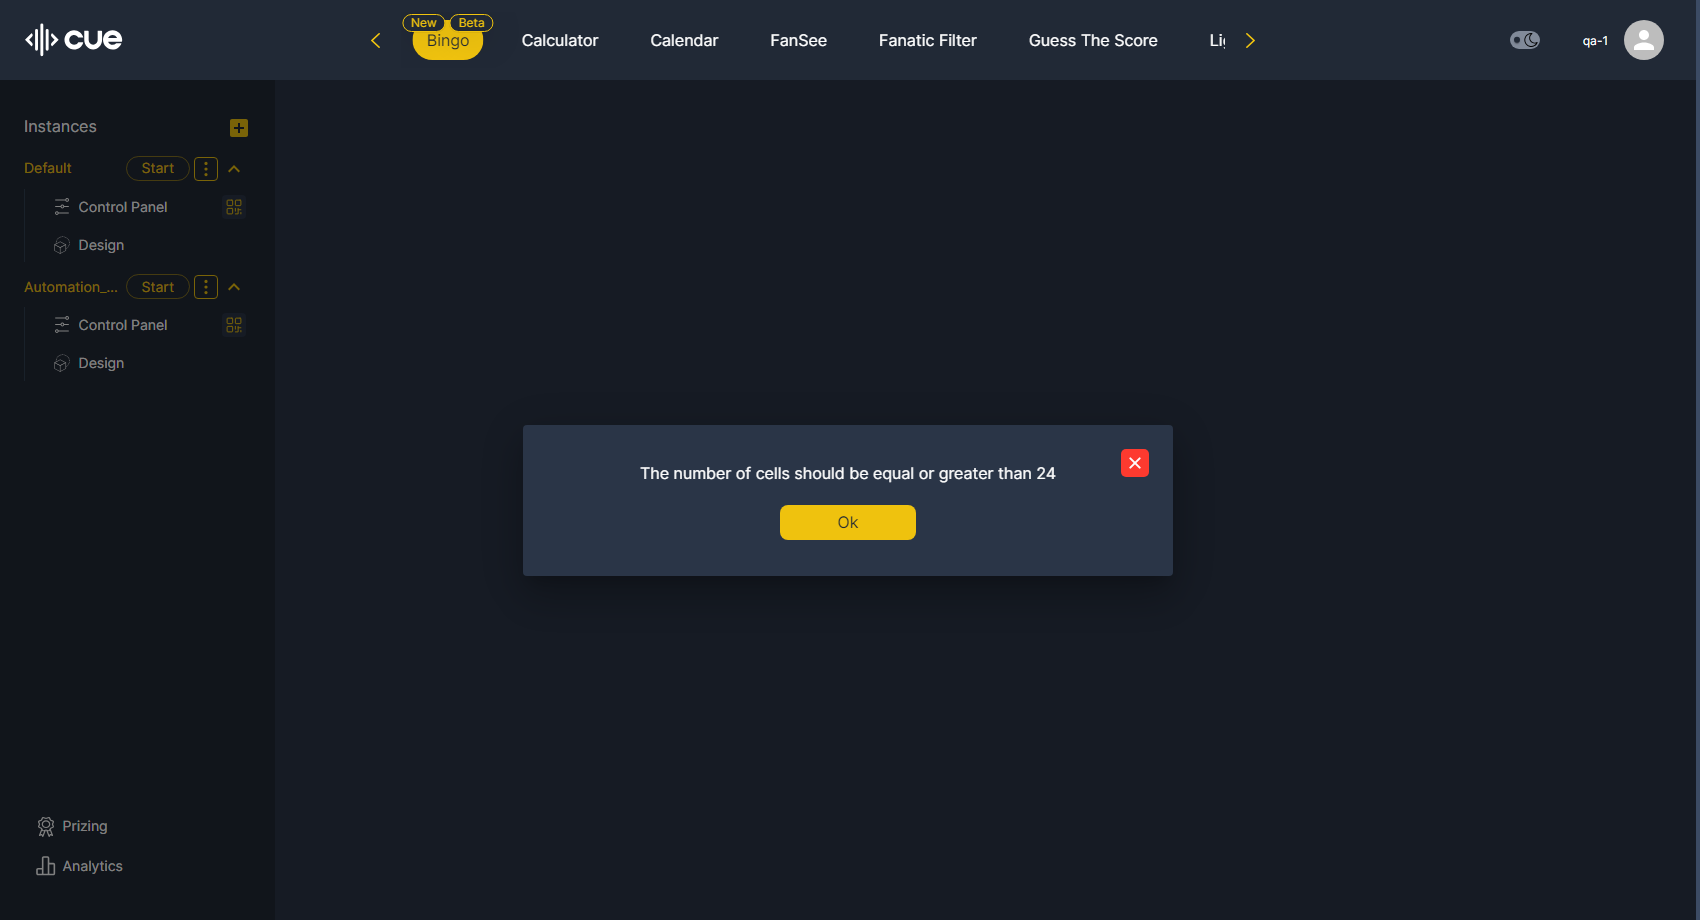 cue
New Beta
Bingo Calculator Calendar FanSee Fanatic Filter Guess The Score
qa-1
Instances
Default Start
Control Panel
Design
Automation_... Start
Control Panel
Design
The number of cells should be equal or greater than 24
Ok
Prizing
Analytics